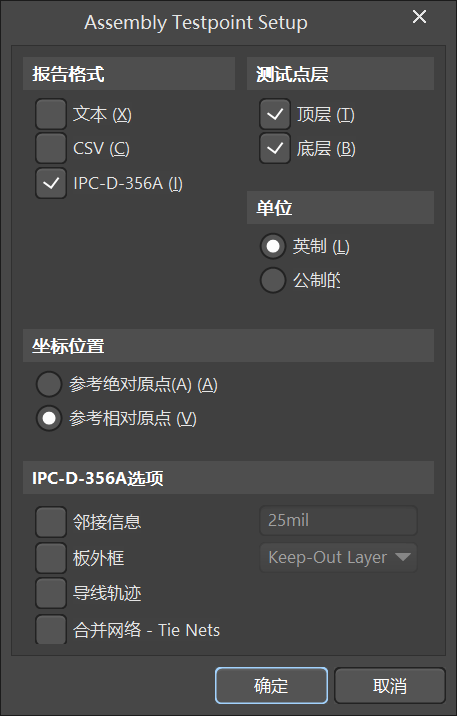 Assembly Testpoint Setup
报告格式
文本 (X)
CSV (C)
IPC-D-356A (I)
测试点层
顶层 (T)
底层 (B)
单位
英制 (L)
公制的
坐标位置
参考绝对原点(A) (A)
参考相对原点 (V)
IPC-D-356A选项
邻接信息
25mil
板外框
Keep-Out Layer
导线轨迹
合并网络 - Tie Nets
确定
取消